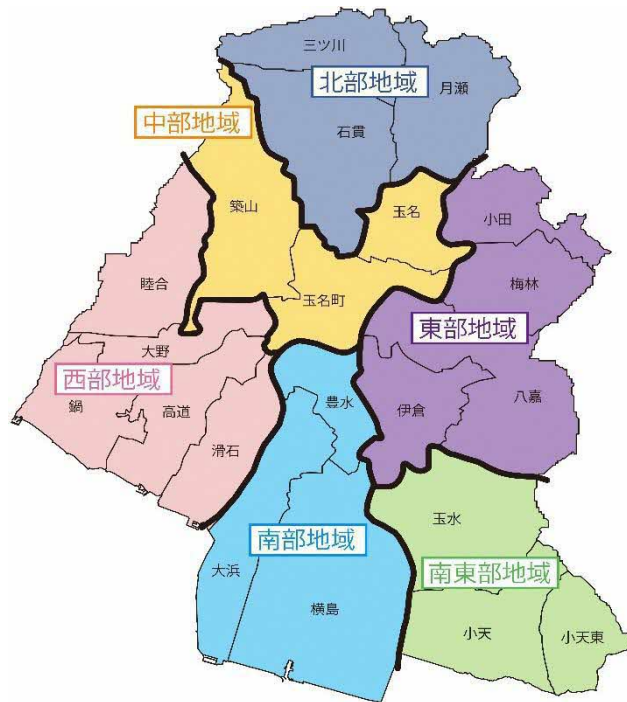 三ツ川
北部地域
月瀬
石貫
中部地域
築山
玉名
小田
睦合
玉名町
梅林
東部地域
大野
西部地域
鍋
高道
滑石
豊水
伊倉
八嘉
玉水
南部地域
大浜
横島
南東部地域
小天
小天東